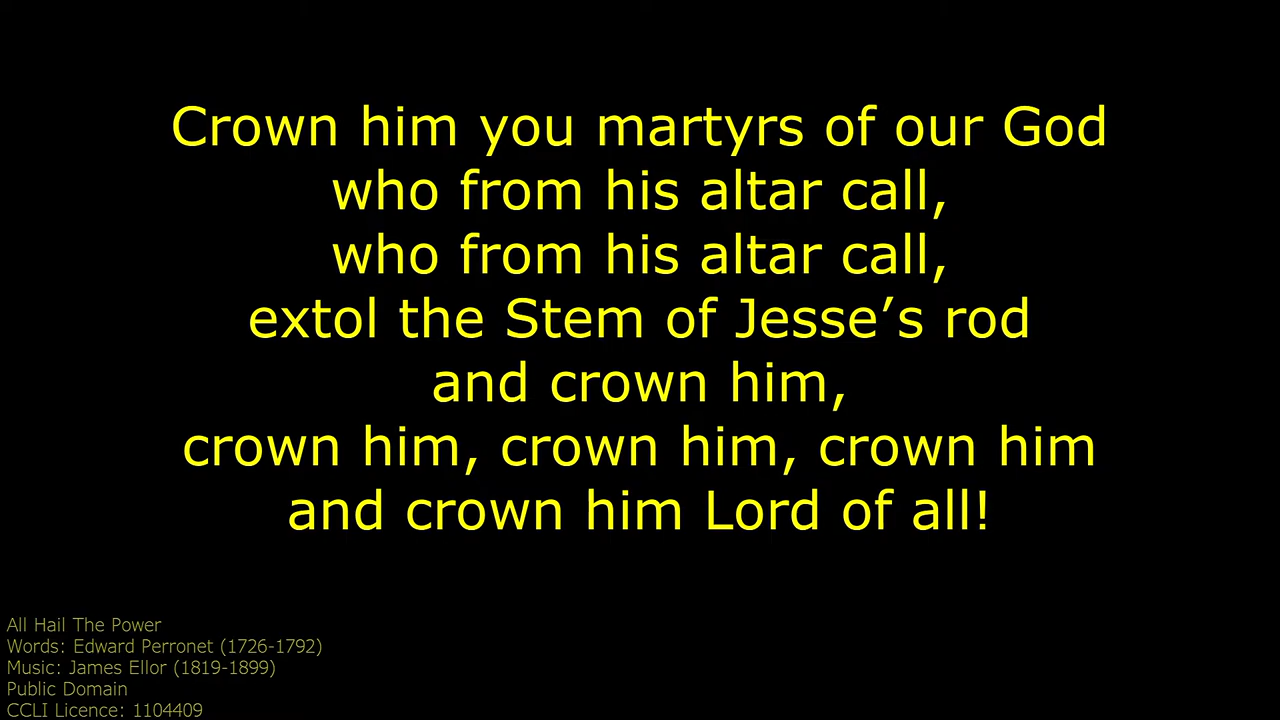 Crown him you martyrs of our God
who from his altar call,
who from his altar call,
extol the Stem of Jesse’s rod
and crown him,
crown him, crown him, crown him
and crown him Lord of all!
All Hail The Power
Words: Edward Perronet (1726-1792)
Music: James Ellor (1819-1899)
Public Domain
CCLI Licence: 1104409